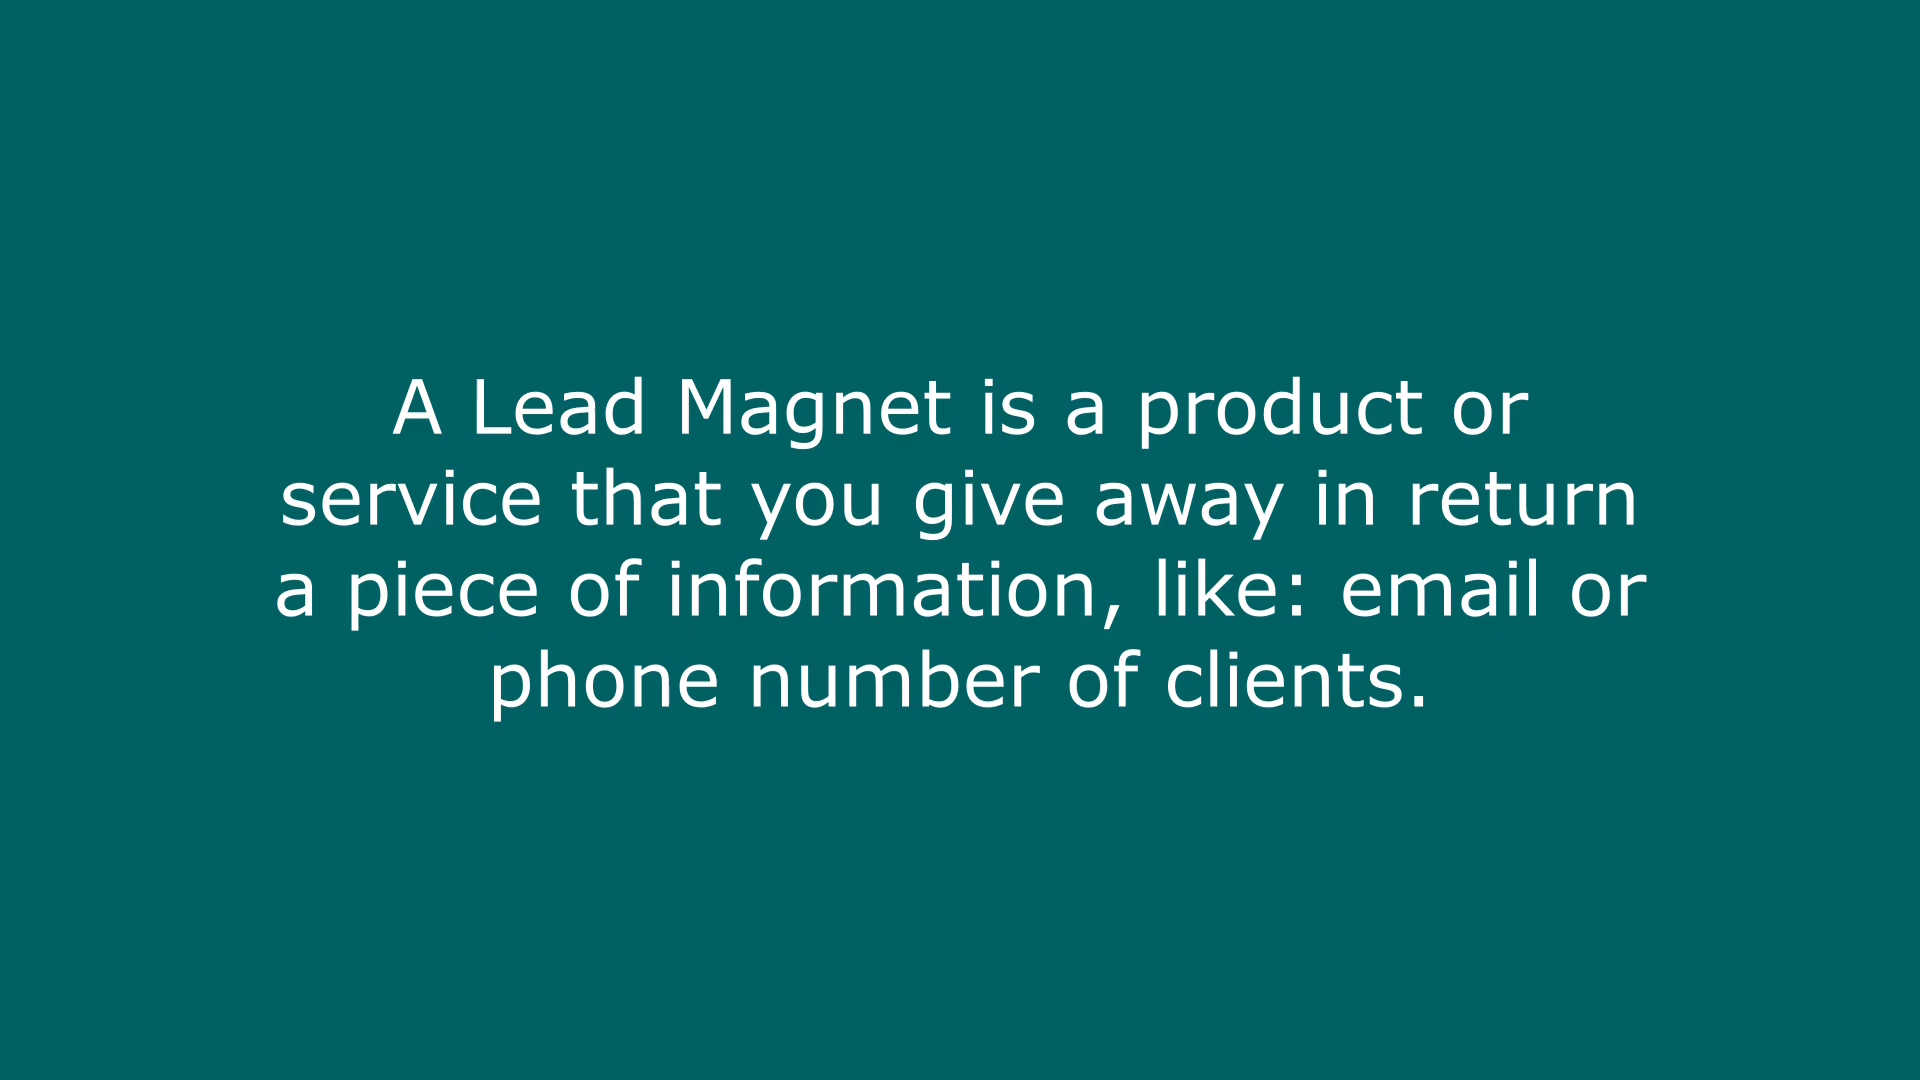 A Lead Magnet is a product or
service that you give away in return
a piece of information, like: email or
phone number of clients.